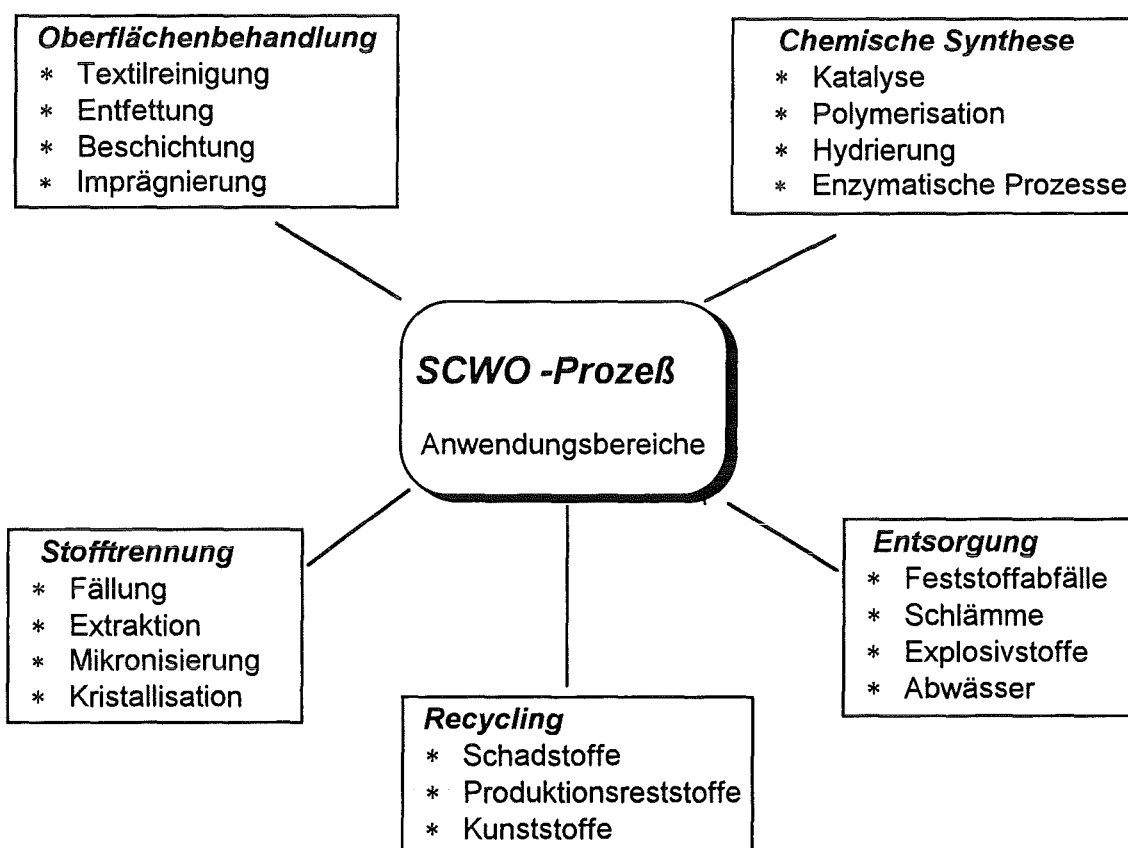 Oberflächenbehandlung
* Textilreinigung
* Entfettung
* Beschichtung
* Imprägnierung
Chemische Synthese
* Katalyse
* Polymerisation
* Hydrierung
* Enzymatische Prozesse
SCWO -Prozeß
Anwendungsbereiche
Stofftrennung
* Fällung
* Extraktion
* Mikronisierung
* Kristallisation
Recycling
* Schadstoffe
* Produktionsreststoffe
* Kunststoffe
Entsorgung
* Feststoffabfälle
* Schlämme
* Explosivstoffe
* Abwässer